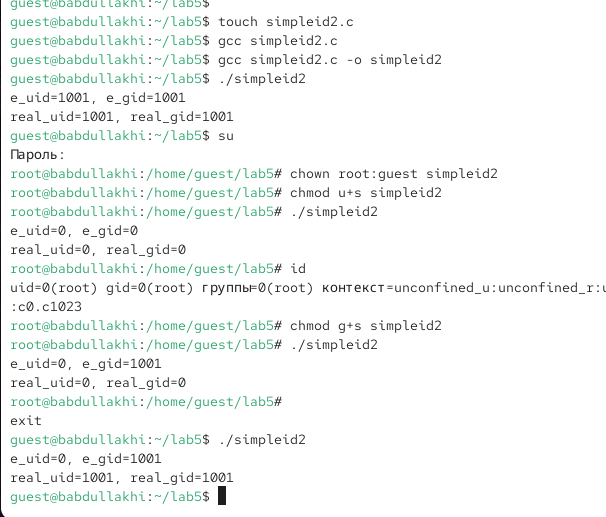 guest@babdullakhi:~/lab5$
guest@babdullakhi:~/lab5$ touch simpleid2.c
guest@babdullakhi:~/lab5$ gcc simpleid2.c
guest@babdullakhi:~/lab5$ gcc simpleid2.c -o simpleid2
guest@babdullakhi:~/lab5$ ./simpleid2
e_uid=1001, e_gid=1001
real_uid=1001, real_gid=1001
guest@babdullakhi:~/lab5$ su
Пароль:
root@babdullakhi:/home/guest/lab5# chown root:guest simpleid2
root@babdullakhi:/home/guest/lab5# chmod u+s simpleid2
root@babdullakhi:/home/guest/lab5# ./simpleid2
e_uid=0, e_gid=0
real_uid=0, real_gid=0
root@babdullakhi:/home/guest/lab5# id
uid=0(root) gid=0(root) группы=0(root) контекст=unconfined_u:unconfined_r:u
:c0.c1023
root@babdullakhi:/home/guest/lab5# chmod g+s simpleid2
root@babdullakhi:/home/guest/lab5# ./simpleid2
e_uid=0, e_gid=1001
real_uid=0, real_gid=0
root@babdullakhi:/home/guest/lab5#
exit
guest@babdullakhi:~/lab5$ ./simpleid2
e_uid=0, e_gid=1001
real_uid=1001, real_gid=1001
guest@babdullakhi:~/lab5$